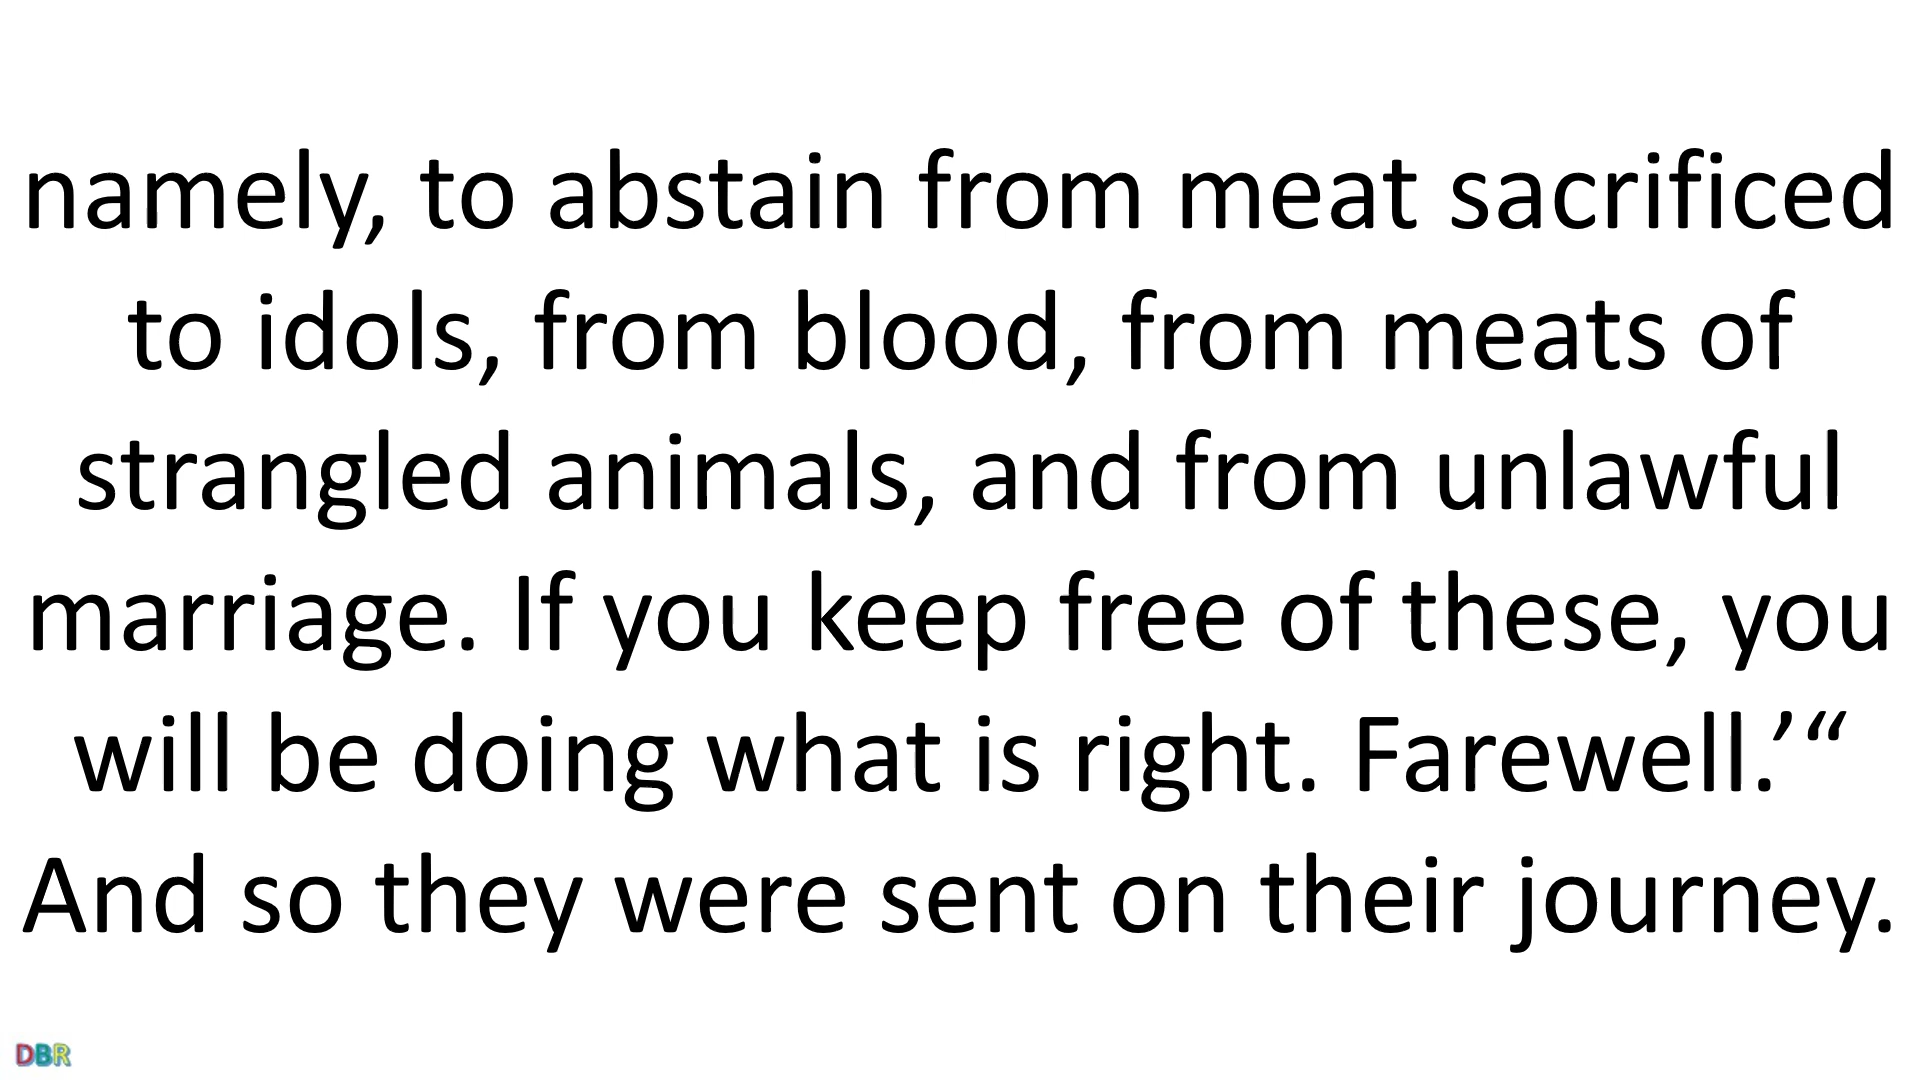 namely, to abstain from meat sacrificed
to idols, from blood, from meats of
strangled animals, and from unlawful
marriage. If you keep free of these, you
will be doing what is right. Farewell.’“
And so they were sent on their journey.
DBR